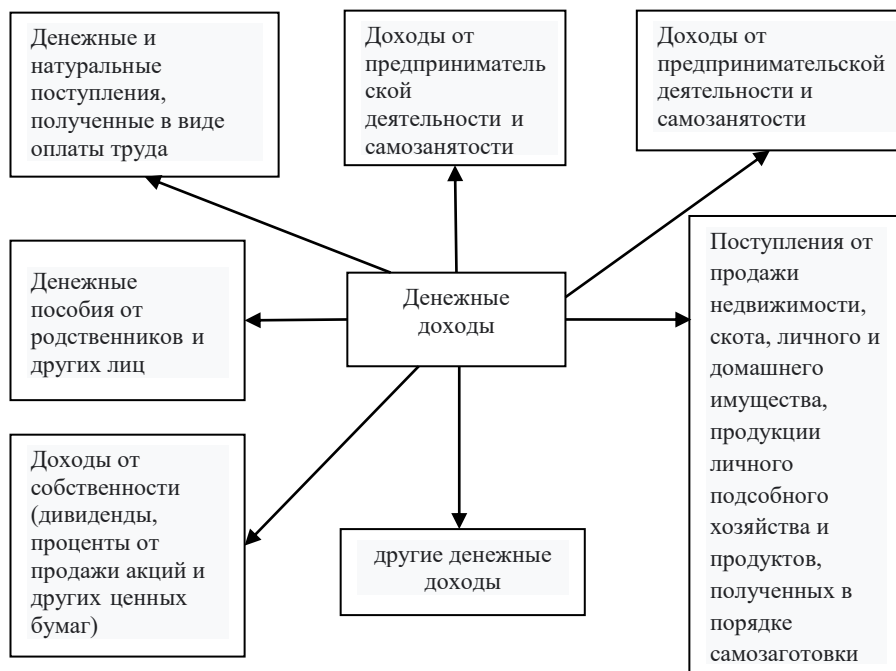 Денежные и
натуральные
поступления,
полученные в виде
оплаты труда
Доходы от
предприниматель
ской
деятельности и
самозанятости
Доходы от
предпринимательской
деятельности и
самозанятости
Денежные
пособия от
родственников и
других лиц
Денежные
доходы
Поступления от
продажи
недвижимости,
скота, личного и
домашнего
имущества,
продукции
личного
подсобного
хозяйства и
продуктов,
полученных в
порядке
самозаготовки
Доходы от
собственности
(дивиденды,
проценты от
продажи акций и
других ценных
бумаг)
другие денежные
доходы